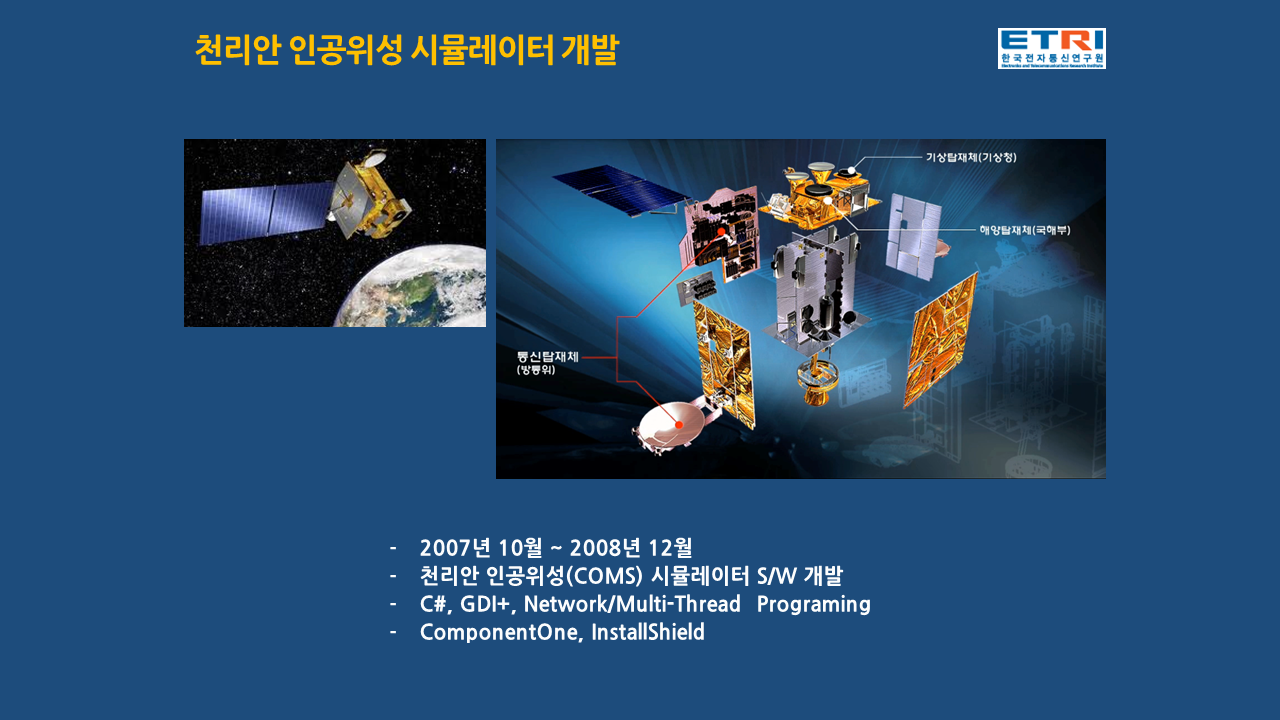 천리안 인공위성 시뮬레이터 개발
ETRI
한국전자통신연구원
Electronics and Telecommunications Research Institute
기상탑재체(기상청)
해양탑재체(국해부)
통신탑재체
(방통위)
- 2007년 10월 ~ 2008년 12월
- 천리안 인공위성(COMS) 시뮬레이터 S/W 개발
- C#, GDI+, Network/Multi-Thread Programing
- ComponentOne, InstallShield